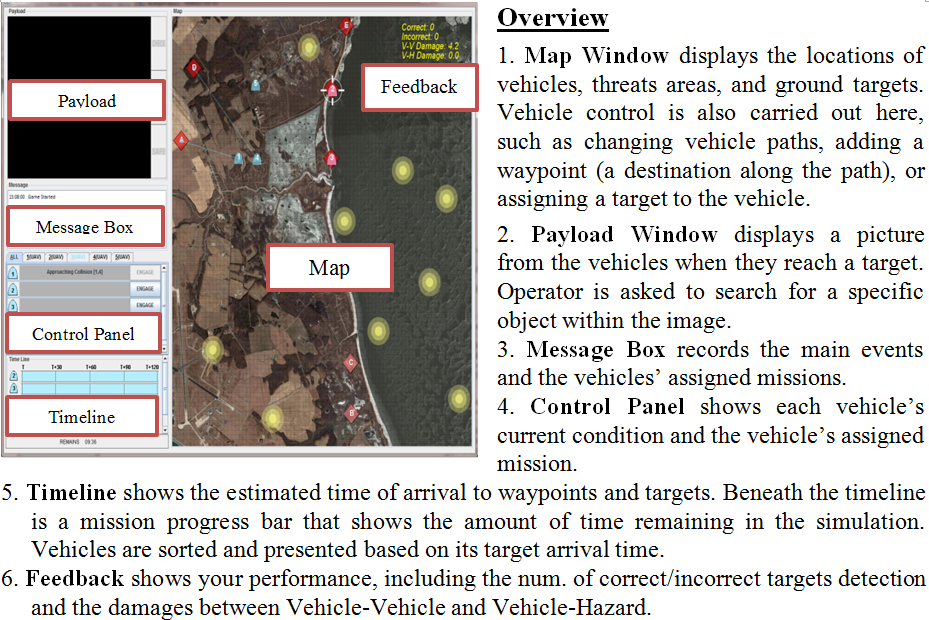 Payload
Map
Correct: 0
Incorrect: 0
V-V Damage: 4.2
V-H Damage: 0.0
Payload
Feedback
Message
15:08:00 Game Started
Message Box
ALL 1(UAV) 2(UAV) 4(UAV) 5(UAV)
1 Approaching Collision [1,4] ENGAGE
2 ENGAGE
3 ENGAGE
Control Panel
Time Line
T T+30 T+60 T+90 T+120
2
3
Timeline
REMAINS 09:36
Map
E
D
A
C
B
Overview
1. Map Window displays the locations of
vehicles, threats areas, and ground targets.
Vehicle control is also carried out here,
such as changing vehicle paths, adding a
waypoint (a destination along the path), or
assigning a target to the vehicle.
2. Payload Window displays a picture
from the vehicles when they reach a target.
Operator is asked to search for a specific
object within the image.
3. Message Box records the main events
and the vehicles’ assigned missions.
4. Control Panel shows each vehicle’s
current condition and the vehicle’s assigned
mission.
5. Timeline shows the estimated time of arrival to waypoints and targets. Beneath the timeline
is a mission progress bar that shows the amount of time remaining in the simulation.
Vehicles are sorted and presented based on its target arrival time.
6. Feedback shows your performance, including the num. of correct/incorrect targets detection
and the damages between Vehicle-Vehicle and Vehicle-Hazard.